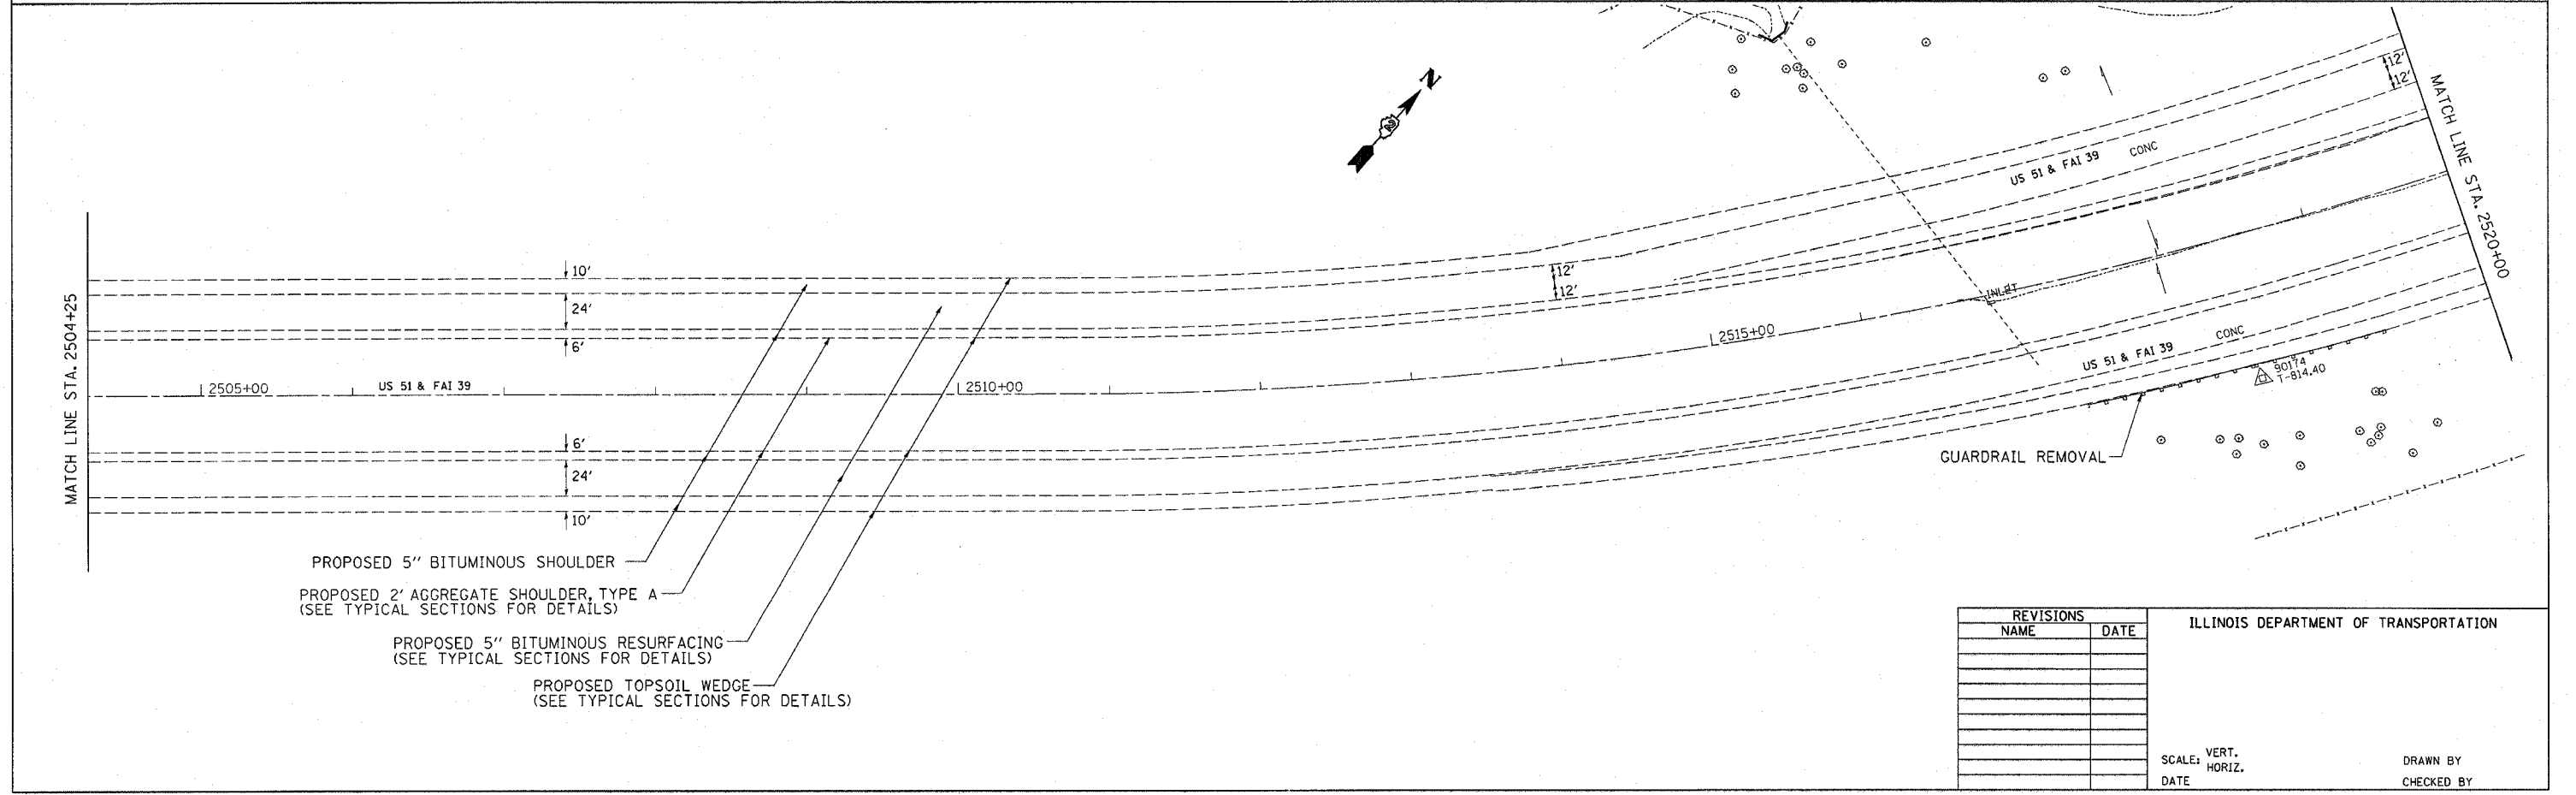 N
MATCH LINE STA. 2504+25
10'
24'
6'
2505+00
US 51 & FAI 39
2510+00
6'
24'
10'
12'
12'
2515+00
INLET
US 51 & FAI 39
CONC
12'
12'
MATCH LINE STA. 2520+00
US 51 & FAI 39
CONC
90174
T-814.40
GUARDRAIL REMOVAL
PROPOSED 5" BITUMINOUS SHOULDER
PROPOSED 2' AGGREGATE SHOULDER, TYPE A
(SEE TYPICAL SECTIONS FOR DETAILS)
PROPOSED 5" BITUMINOUS RESURFACING
(SEE TYPICAL SECTIONS FOR DETAILS)
PROPOSED TOPSOIL WEDGE
(SEE TYPICAL SECTIONS FOR DETAILS)
REVISIONS
NAME DATE
ILLINOIS DEPARTMENT OF TRANSPORTATION
SCALE: VERT.
HORIZ.
DATE
DRAWN BY
CHECKED BY